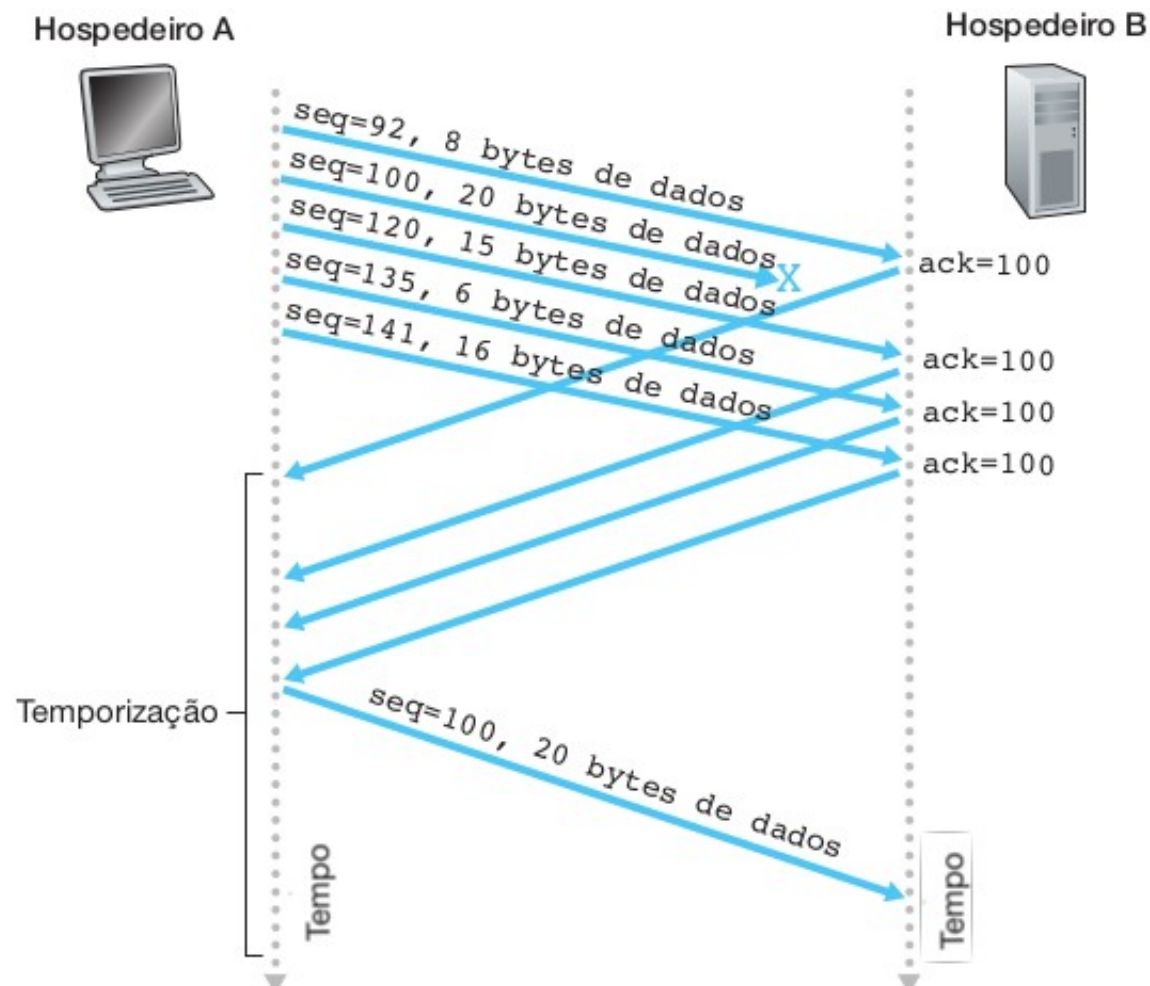 Hospedeiro A
Hospedeiro B
seq=92, 8 bytes de dados
seq=100, 20 bytes de dados
seq=120, 15 bytes de dados
seq=135, 6 bytes de dados
seq=141, 16 bytes de dados
ack=100
ack=100
ack=100
ack=100
Temporização
seq=100, 20 bytes de dados
Tempo
Tempo